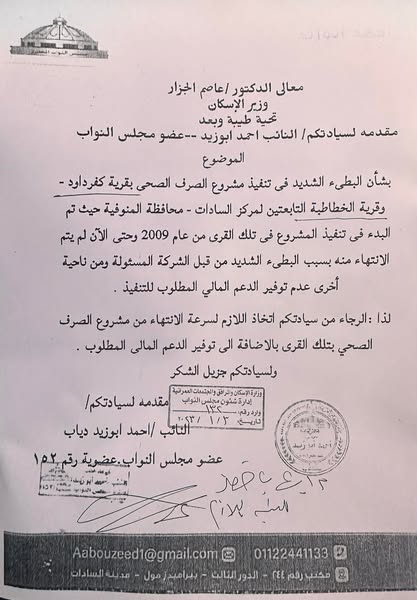 مجلس النواب
معالى الدكتور /عاصم الجزار
وزير الإسكان
تحية طيبة وبعد
مقدمه لسيادتكم/ النائب احمد ابوزيد --عضو مجلس النواب
الموضوع
بشأن البطىء الشديد فى تنفيذ مشروع الصرف الصحى بقرية كفرداود -
وقرية الخطاطبة التابعتين لمركز السادات - محافظة المنوفية حيث تم
البدء فى تنفيذ المشروع فى تلك القرى من عام 2009 وحتى الآن لم يتم
الانتهاء منه بسبب البطىء الشديد من قبل الشركة المسئولة ومن ناحية
أخرى عدم توفير الدعم المالي المطلوب للتنفيذ .
لذا :الرجاء من سيادتكم اتخاذ اللازم لسرعة الانتهاء من مشروع الصرف
الصحي بتلك القرى بالاضافة الى توفير الدعم المالى المطلوب .
ولسيادتكم جزيل الشكر
وزارة الإسكان والمرافق والمجتمعات العمرانية
إدارة شئون مجلس النواب
وارد رقم: ١٣٢
تاريخ: ٢٠٢٣/١/٣
مقدمه لسيادتكم/
النائب /احمد ابوزيد دياب
عضو مجلس النواب.عضوية رقم ١٥٢
Aabouzeed1@gmail.com 01122441133
مكتب رقم ٢٤٤ - الدور الثالث - بيراميدز مول - مدينة السادات